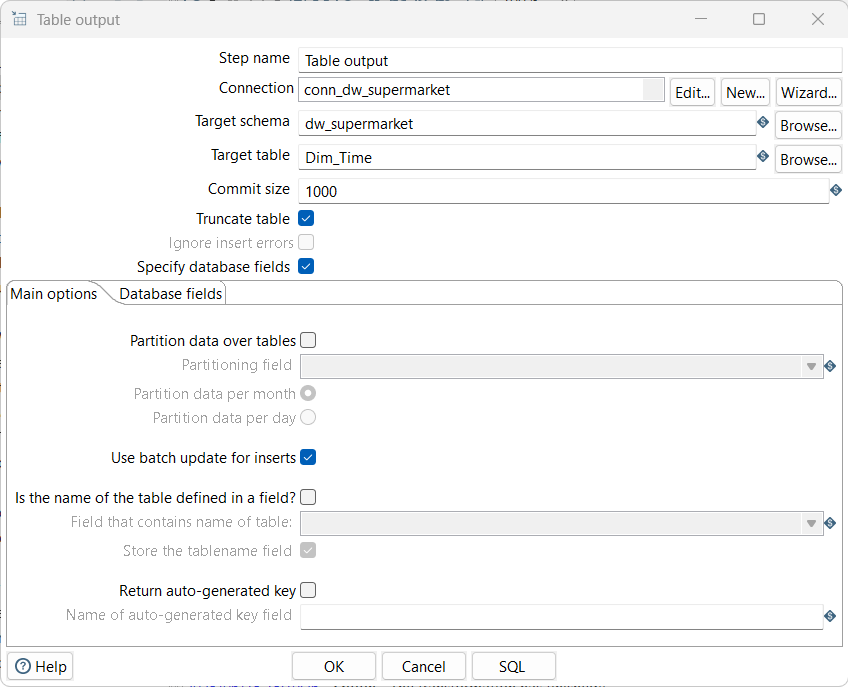 Table output
Step name Table output
Connection conn_dw_supermarket Edit... New... Wizard...
Target schema dw_supermarket Browse...
Target table Dim_Time Browse...
Commit size 1000
Truncate table
Ignore insert errors
Specify database fields
Main options Database fields
Partition data over tables
Partitioning field
Partition data per month
Partition data per day
Use batch update for inserts
Is the name of the table defined in a field?
Field that contains name of table:
Store the tablename field
Return auto-generated key
Name of auto-generated key field
Help OK Cancel SQL